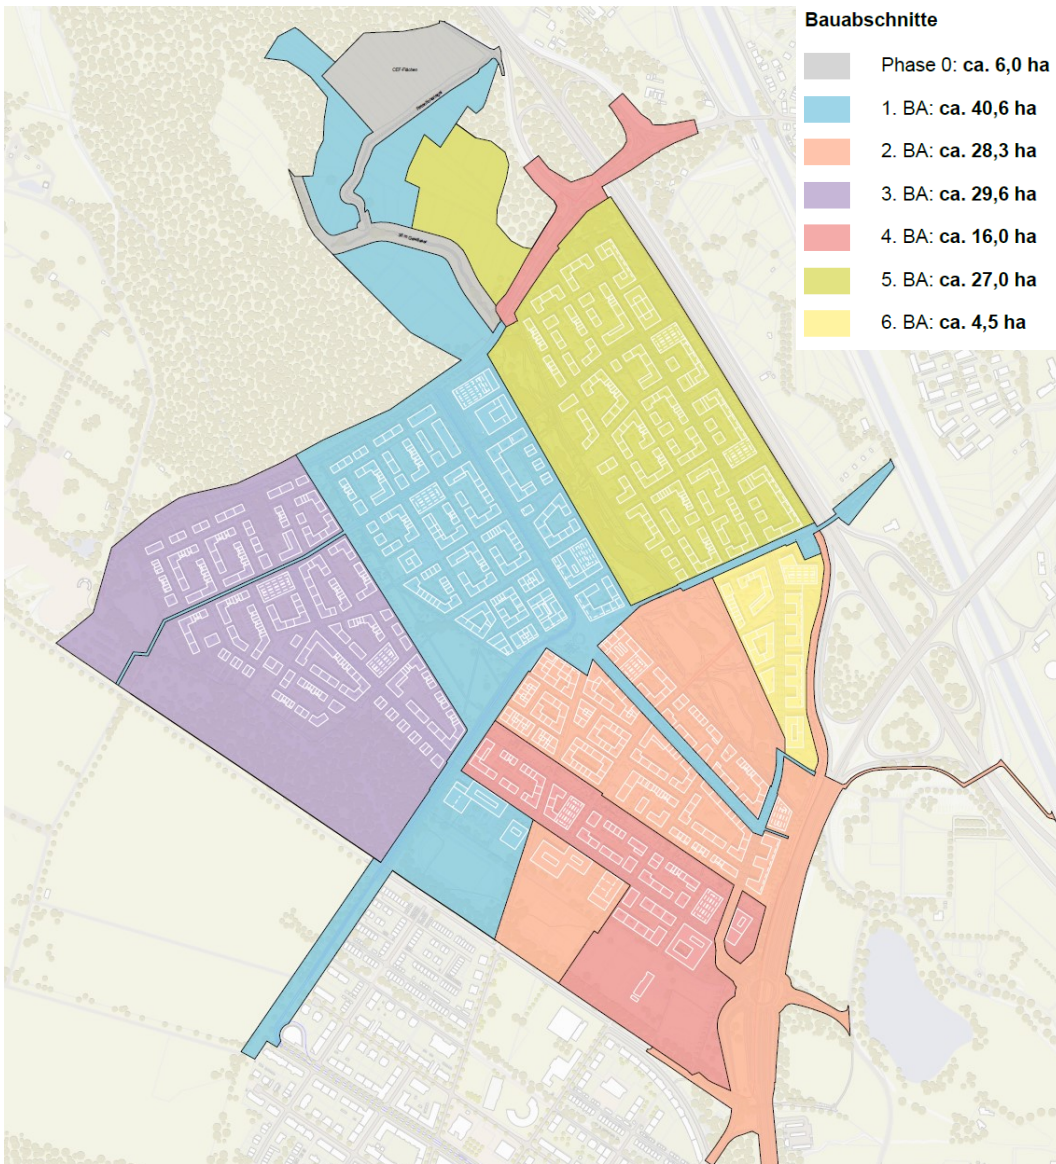 Bauabschnitte
Phase 0: ca. 6,0 ha
1. BA: ca. 40,6 ha
2. BA: ca. 28,3 ha
3. BA: ca. 29,6 ha
4. BA: ca. 16,0 ha
5. BA: ca. 27,0 ha
6. BA: ca. 4,5 ha
CEF-Flächen